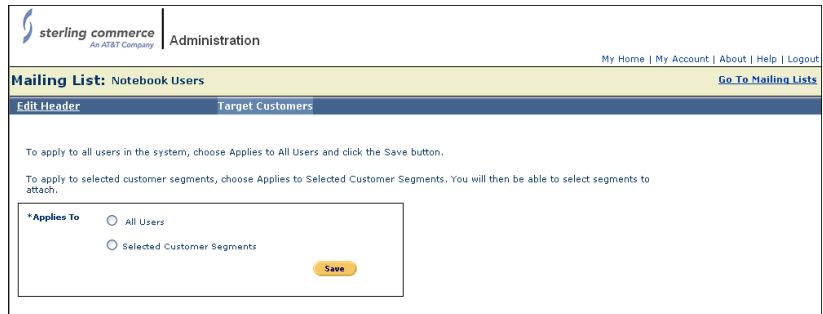 sterling commerce
An AT&T Company
Administration
My Home | My Account | About | Help | Logout
Mailing List: Notebook Users
Go To Mailing Lists
Edit Header
Target Customers
To apply to all users in the system, choose Applies to All Users and click the Save button.
To apply to selected customer segments, choose Applies to Selected Customer Segments. You will then be able to select segments to
attach.
*Applies To
All Users
Selected Customer Segments
Save